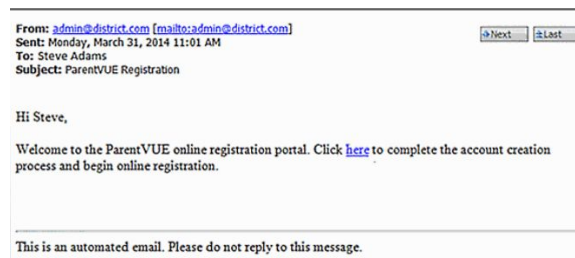 From: admin@district.com [mailto:admin@district.com]
Sent: Monday, March 31, 2014 11:01 AM
To: Steve Adams
Subject: ParentVUE Registration
Next
Last
Hi Steve,
Welcome to the ParentVUE online registration portal. Click here to complete the account creation
process and begin online registration.
This is an automated email. Please do not reply to this message.